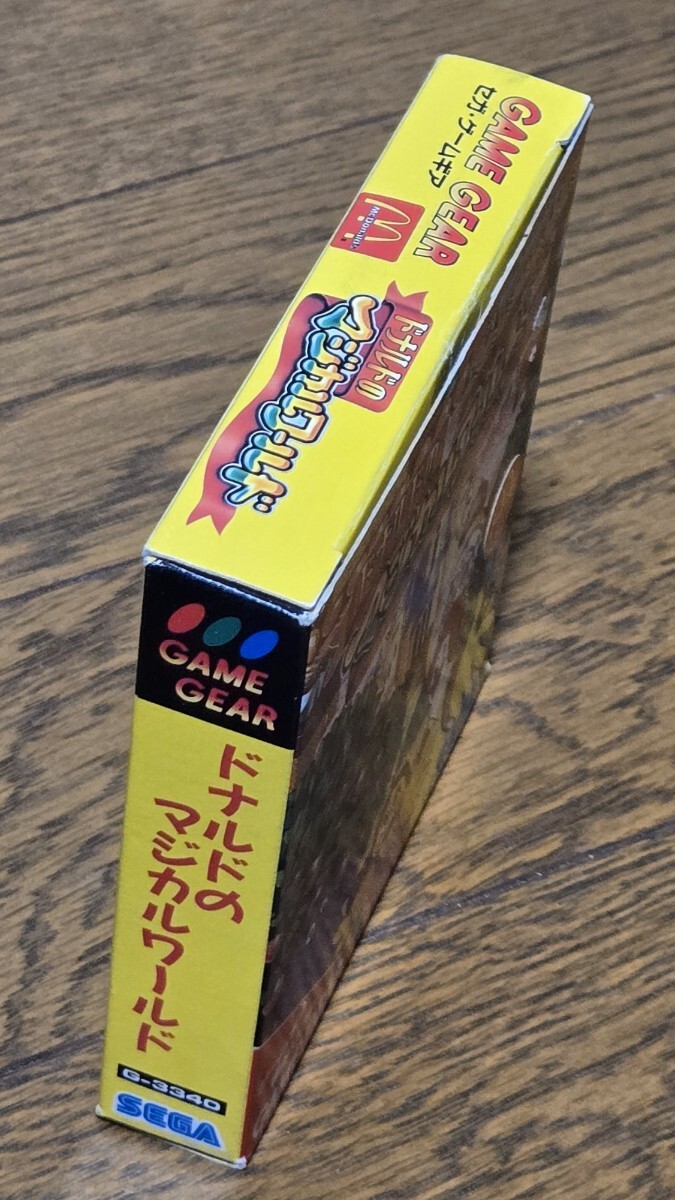 GAME GEAR
セガ・ゲームギア
McDonald's
ドナルドの
マジカルワールド
GAME
GEAR
ドナルドの
マジカルワールド
G-3340
SEGA